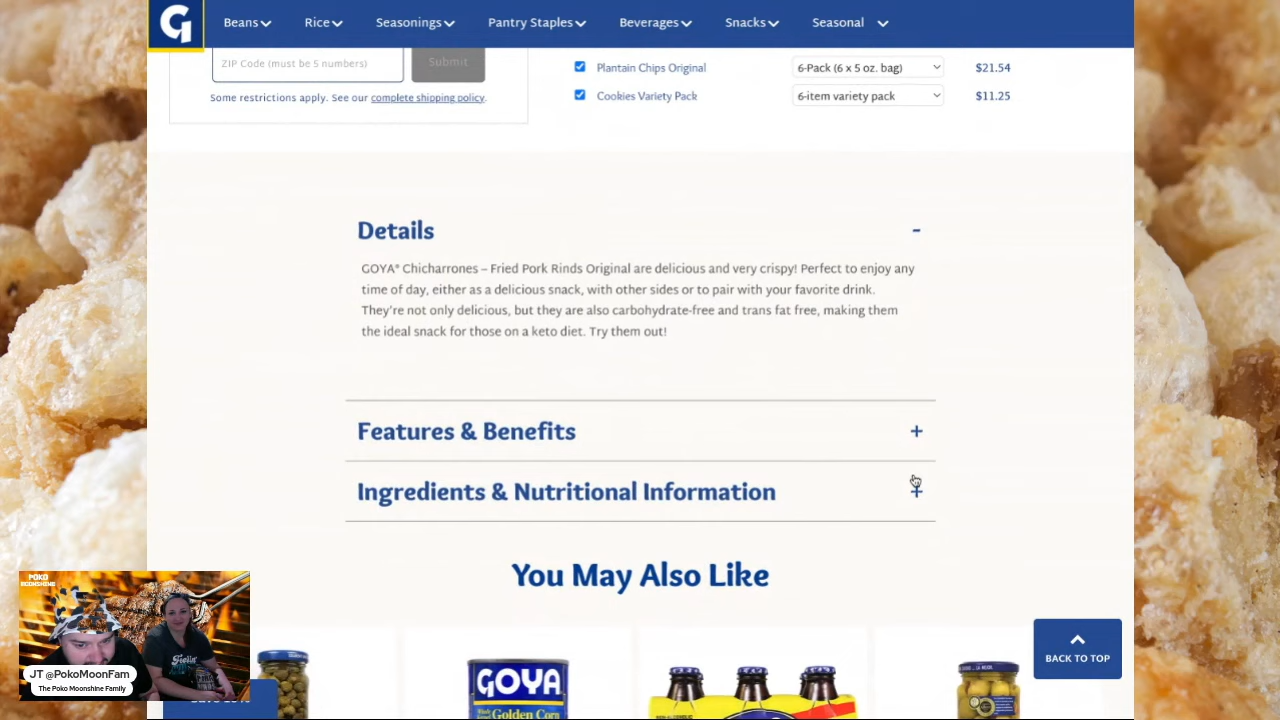 G
Beans
Rice
Seasonings
Pantry Staples
Beverages
Snacks
Seasonal
ZIP Code (must be 5 numbers)
Submit
Some restrictions apply. See our complete shipping policy.
Plantain Chips Original
6-Pack (6 x 5 oz. bag)
$21.54
Cookies Variety Pack
6-item variety pack
$11.25
Details
-
GOYA® Chicharrones – Fried Pork Rinds Original are delicious and very crispy! Perfect to enjoy any
time of day, either as a delicious snack, with other sides or to pair with your favorite drink.
They're not only delicious, but they are also carbohydrate-free and trans fat free, making them
the ideal snack for those on a keto diet. Try them out!
Features & Benefits
+
Ingredients & Nutritional Information
+
You May Also Like
BACK TO TOP
GOYA
Golden Corn
POKO
MOONSHINE
JT @PokoMoonFam
The Poko Moonshine Family